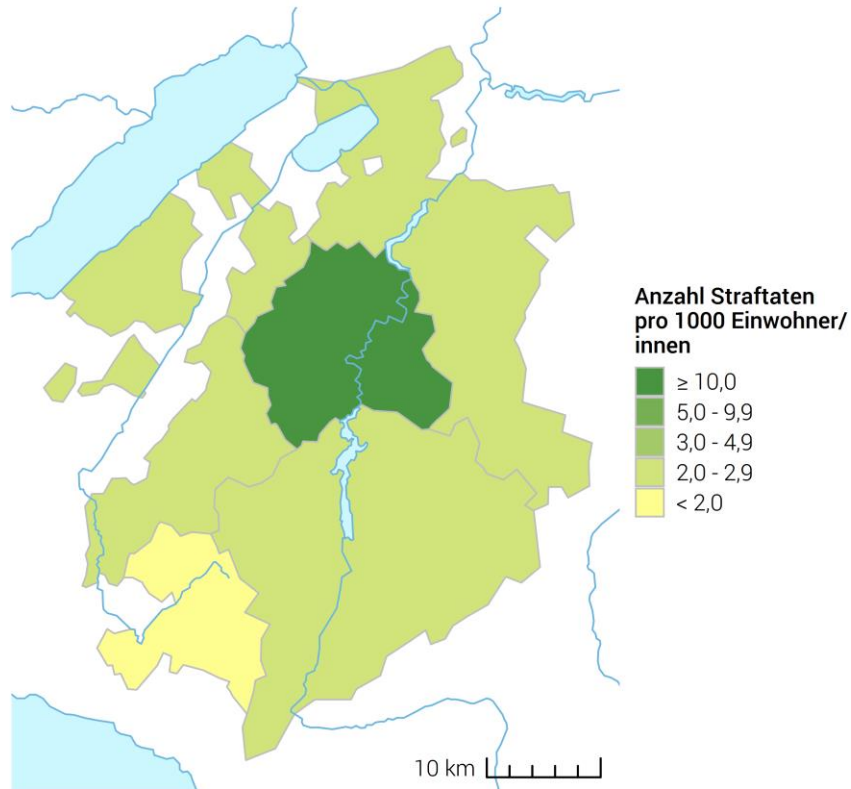 Anzahl Straftaten
pro 1000 Einwohner/
innen
≥ 10,0
5,0 - 9,9
3,0 - 4,9
2,0 - 2,9
< 2,0
10 km